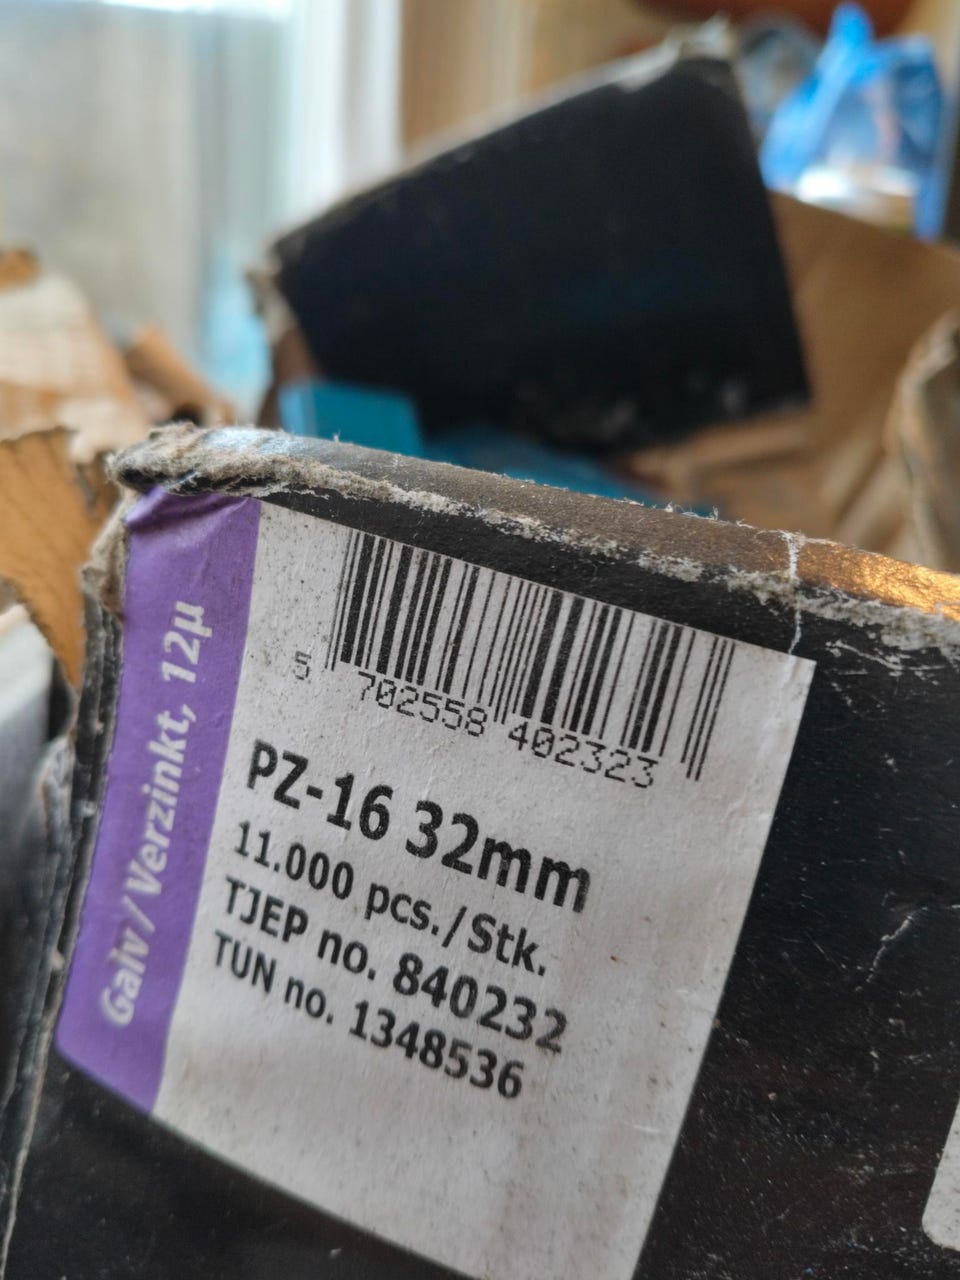 5 702558 402323
PZ-16 32mm
11.000 pcs./Stk.
TJEP no. 840232
TUN no. 1348536
Galv / Verzinkt, 12µ